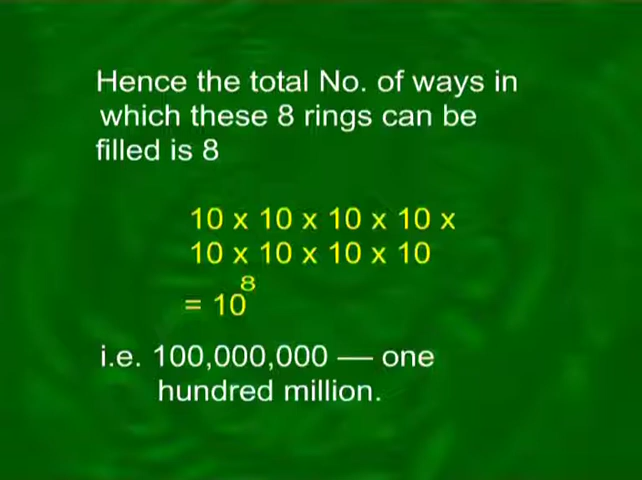 Hence the total No. of ways in
which these 8 rings can be
filled is 8
10 x 10 x 10 x 10 x
10 x 10 x 10 x 10
= 10⁸
i.e. 100,000,000 — one
hundred million.